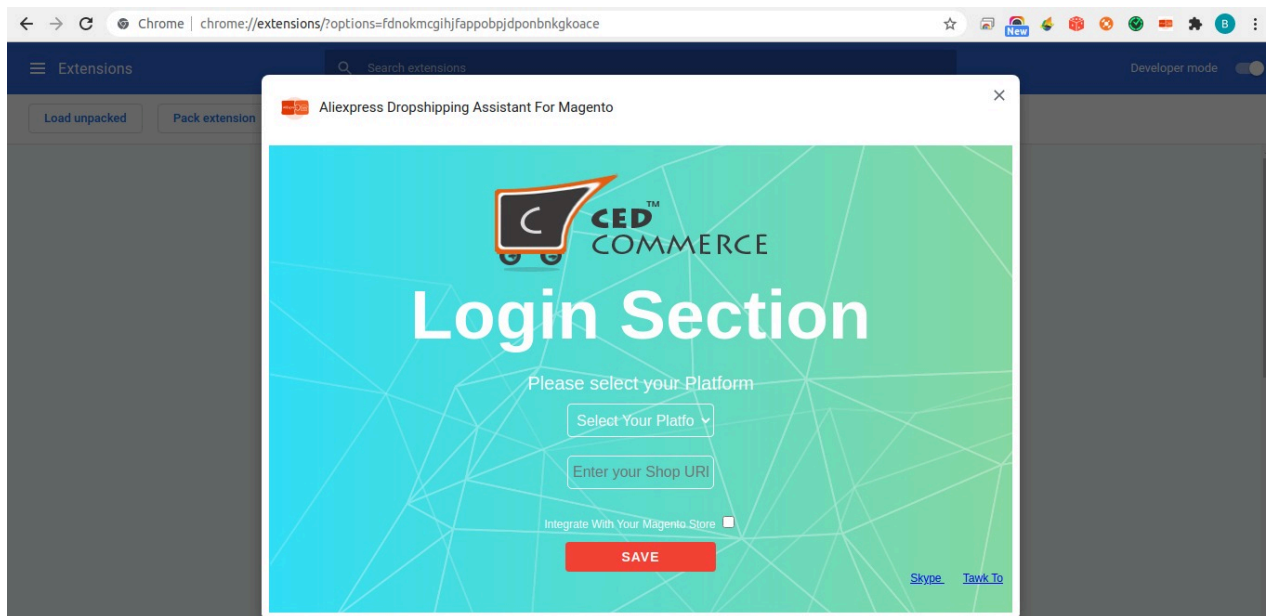 Chrome | chrome://extensions/?options=fdnokmcgihjfappobpjdponbnkgkoace
New
B
Extensions
Search extensions
Developer mode
Load unpacked
Pack extension
Aliexpress Dropshipping Assistant For Magento
C
CED™
COMMERCE
Login Section
Please select your Platform
Select Your Platfo
Enter your Shop URI
Integrate With Your Magento Store
SAVE
Skype
Tawk To